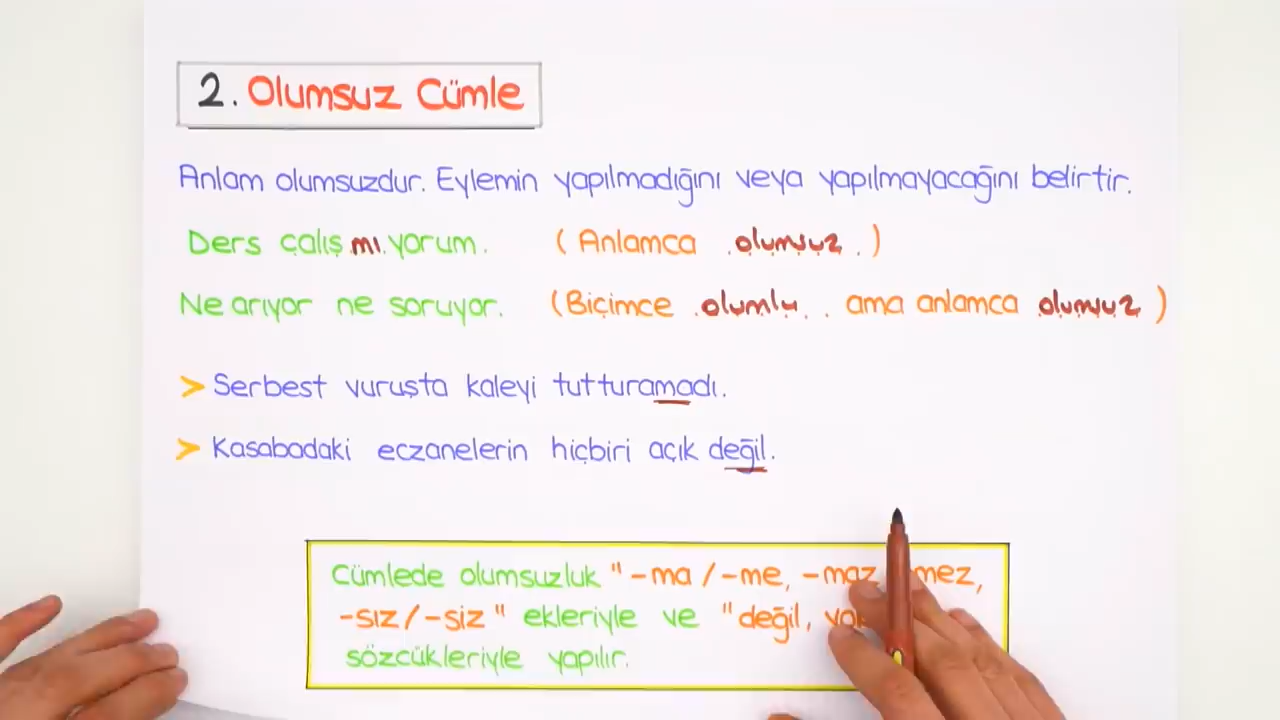 2. Olumsuz Cümle
Anlam olumsuzdur. Eylemin yapılmadığını veya yapılmayacağını belirtir.
Ders çalışmıyorum. (Anlamca olumsuz.)
Ne arıyor ne soruyor. (Biçimce olumlu, ama anlamca olumsuz)
➤ Serbest vuruşta kaleyi tutturamadı.
➤ Kasabadaki eczanelerin hiçbiri açık değil.
Cümlede olumsuzluk "-ma / -me, -maz mez,
-sız / -siz" ekleriyle ve "değil,
sözcükleriyle yapılır.